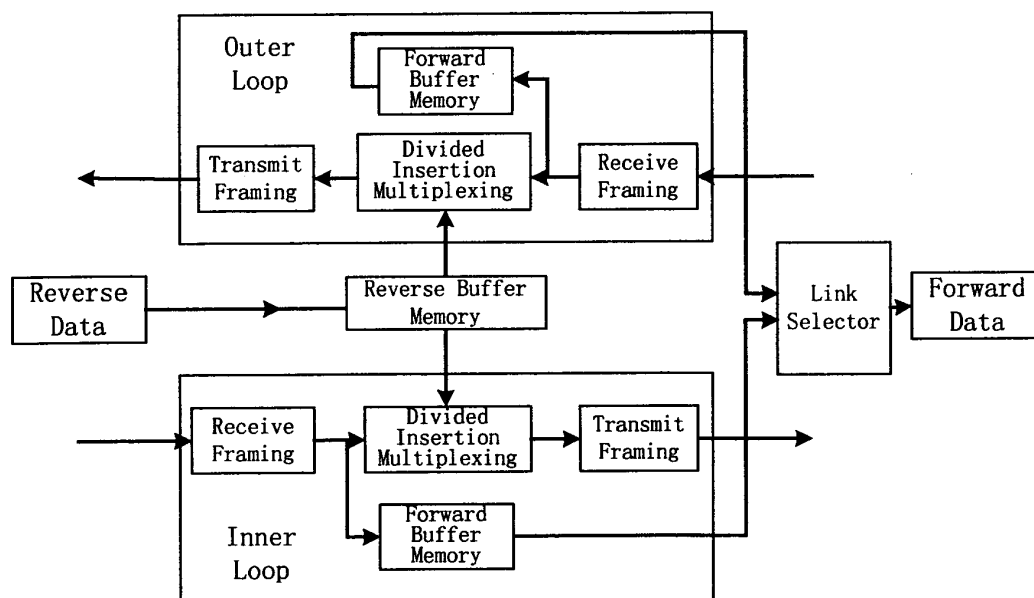 Outer
Loop
Forward
Buffer
Memory
Transmit
Framing
Divided
Insertion
Multiplexing
Receive
Framing
Reverse
Data
Reverse Buffer
Memory
Link
Selector
Forward
Data
Receive
Framing
Divided
Insertion
Multiplexing
Transmit
Framing
Inner
Loop
Forward
Buffer
Memory